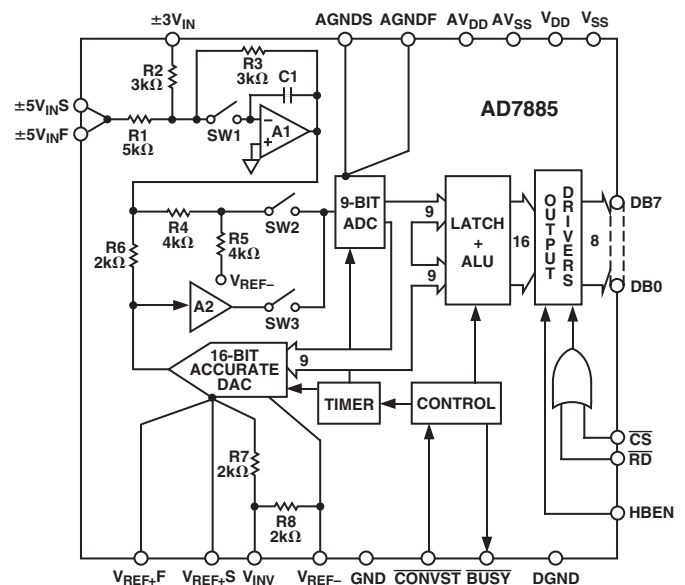 ±3VIN AGNDS AGNDF AVDD AVSS VDD VSS
R2
3kΩ
R3
3kΩ
C1
AD7885
±5VINS
±5VINF
R1
5kΩ
SW1
A1
−
+
R6
2kΩ
R4
4kΩ
R5
4kΩ
SW2
VREF–
A2
SW3
9-BIT
ADC
9
9
LATCH
+
ALU
16
OUTPUT
DRIVERS
8
DB7
DB0
16-BIT
ACCURATE
DAC
9
TIMER
CONTROL
CS
RD
HBEN
R7
2kΩ
R8
2kΩ
VREF+F VREF+S VINV VREF– GND CONVST BUSY DGND